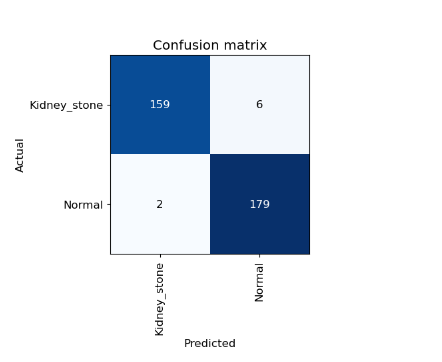 Confusion matrix
Kidney_stone
159
6
Actual
Normal
2
179
Kidney_stone
Normal
Predicted